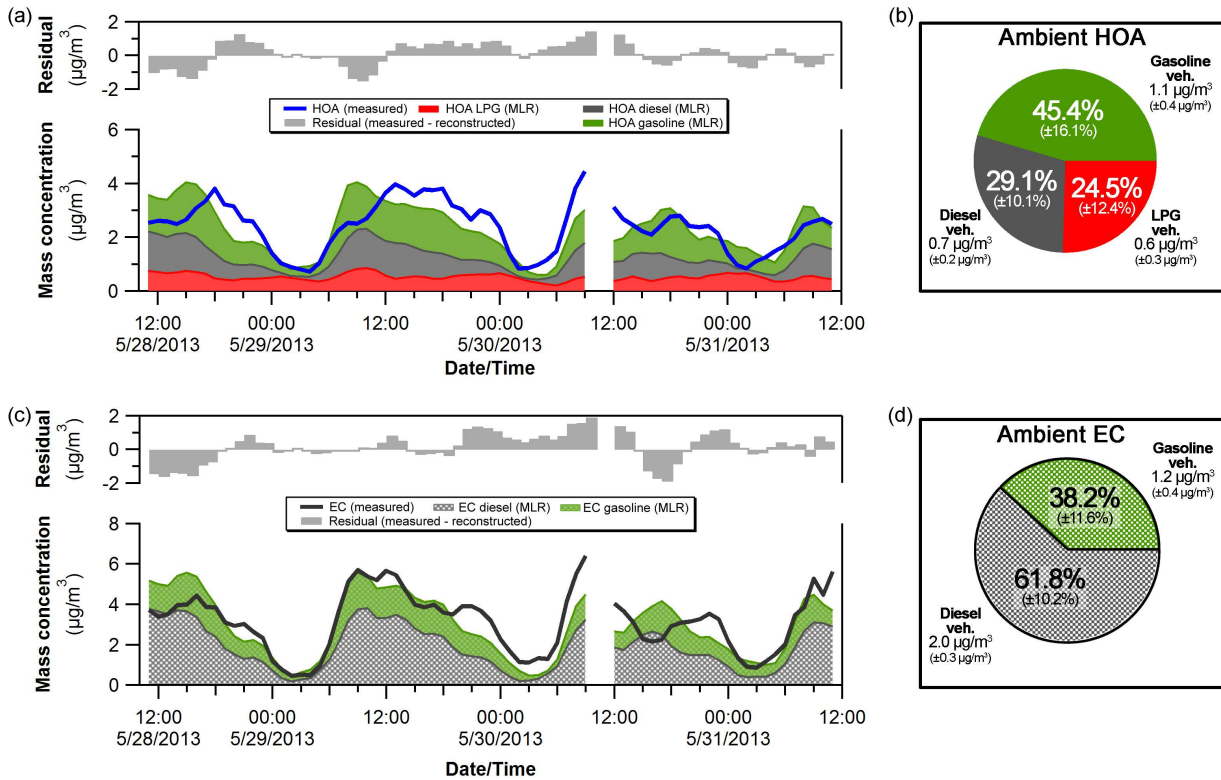 (a)
Residual
(µg/m³)
2
0
-2
HOA (measured) HOA LPG (MLR) HOA diesel (MLR)
Residual (measured - reconstructed) HOA gasoline (MLR)
Mass concentration
(µg/m³)
6
4
2
0
12:00 00:00 12:00 00:00 12:00 00:00 12:00
5/28/2013 5/29/2013 5/30/2013 5/31/2013
Date/Time
(b)
Ambient HOA
Gasoline
veh.
1.1 µg/m³
(±0.4 µg/m³)
45.4%
(±16.1%)
29.1%
(±10.1%)
24.5%
(±12.4%)
Diesel
veh.
0.7 µg/m³
(±0.2 µg/m³)
LPG
veh.
0.6 µg/m³
(±0.3 µg/m³)
(c)
Residual
(µg/m³)
2
0
-2
EC (measured) EC diesel (MLR) EC gasoline (MLR)
Residual (measured - reconstructed)
Mass concentration
(µg/m³)
8
6
4
2
0
12:00 00:00 12:00 00:00 12:00 00:00 12:00
5/28/2013 5/29/2013 5/30/2013 5/31/2013
Date/Time
(d)
Ambient EC
Gasoline
veh.
1.2 µg/m³
(±0.4 µg/m³)
38.2%
(±11.6%)
61.8%
(±10.2%)
Diesel
veh.
2.0 µg/m³
(±0.3 µg/m³)